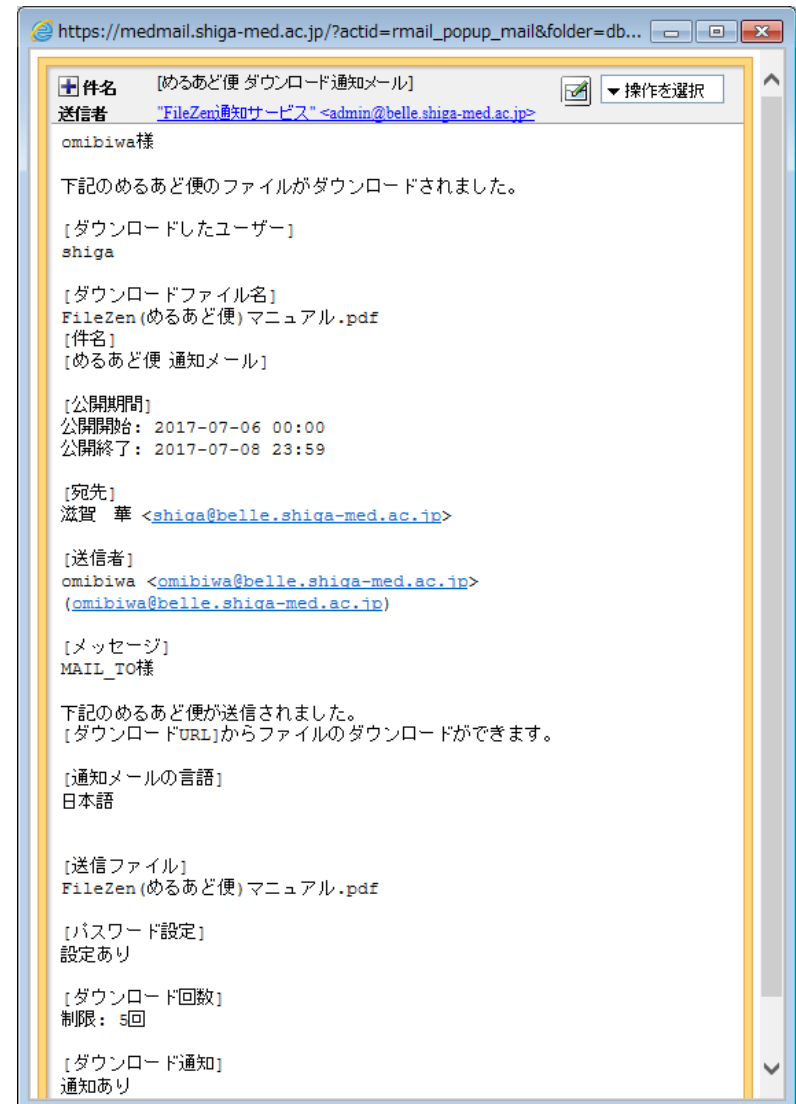 https://medmail.shiga-med.ac.jp/?actid=rmail_popup_mail&folder=db...
件名 [めるあど便 ダウンロード通知メール]
▼操作を選択
送信者 "FileZen通知サービス" <admin@belle.shiga-med.ac.jp>
omibiwa様
下記のめるあど便のファイルがダウンロードされました。
[ダウンロードしたユーザー]
shiga
[ダウンロードファイル名]
FileZen(めるあど便)マニュアル.pdf
[件名]
[めるあど便 通知メール]
[公開期間]
公開開始: 2017-07-06 00:00
公開終了: 2017-07-08 23:59
[宛先]
滋賀　華 <shiga@belle.shiga-med.ac.jp>
[送信者]
omibiwa <omibiwa@belle.shiga-med.ac.jp>
(omibiwa@belle.shiga-med.ac.jp)
[メッセージ]
MAIL_TO様
下記のめるあど便が送信されました。
[ダウンロードURL]からファイルのダウンロードができます。
[通知メールの言語]
日本語
[送信ファイル]
FileZen(めるあど便)マニュアル.pdf
[パスワード設定]
設定あり
[ダウンロード回数]
制限: 5回
[ダウンロード通知]
通知あり